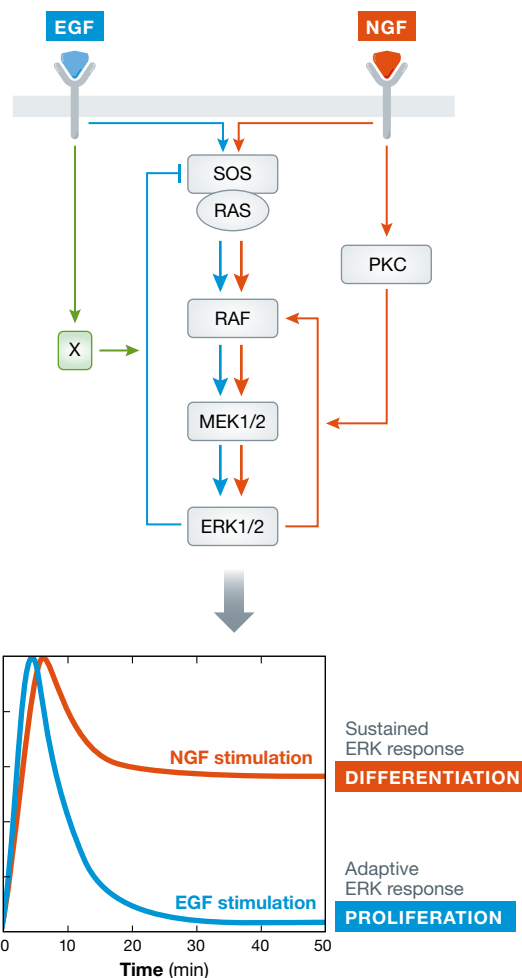 EGF
NGF
SOS
RAS
PKC
RAF
X
MEK1/2
ERK1/2
NGF stimulation
Sustained
ERK response
DIFFERENTIATION
EGF stimulation
Adaptive
ERK response
PROLIFERATION
0 10 20 30 40 50
Time (min)